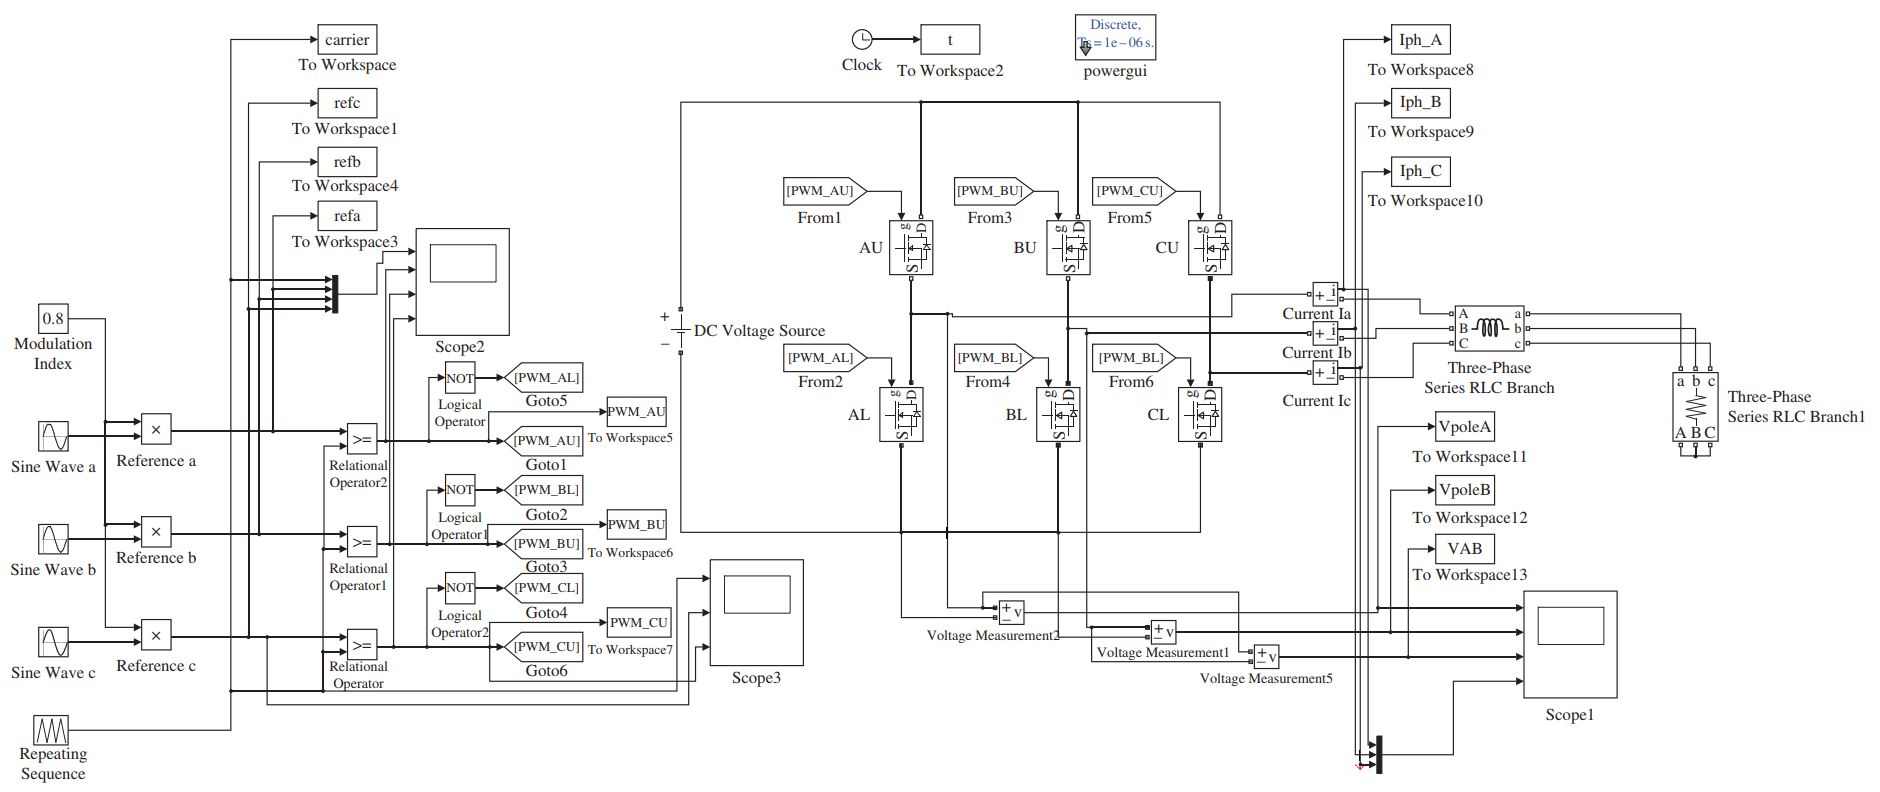 carrier
To Workspace
refc
To Workspace1
refb
To Workspace4
refa
To Workspace3
Scope2
0.8
Modulation
Index
Sine Wave a
×
Reference a
Sine Wave b
×
Reference b
Sine Wave c
×
Reference c
Repeating
Sequence
>=
Relational
Operator2
>=
Relational
Operator1
>=
Relational
Operator
NOT
Logical
Operator
[PWM_AL]
Goto5
PWM_AU
To Workspace5
[PWM_AU]
Goto1
NOT
Logical
Operator1
[PWM_BL]
Goto2
PWM_BU
To Workspace6
[PWM_BU]
Goto3
NOT
Logical
Operator2
[PWM_CL]
Goto4
PWM_CU
To Workspace7
[PWM_CU]
Goto6
Scope3
Clock
t
To Workspace2
Discrete,
Ts = 1e−06 s.
powergui
+
−
DC Voltage Source
[PWM_AU]
From1
[PWM_BU]
From3
[PWM_CU]
From5
g D
S
AU
g D
S
BU
g D
S
CU
[PWM_AL]
From2
[PWM_BL]
From4
[PWM_BL]
From6
g D
S
AL
g D
S
BL
g D
S
CL
Iph_A
To Workspace8
Iph_B
To Workspace9
Iph_C
To Workspace10
+ i
−
Current Ia
+ i
−
Current Ib
+ i
−
Current Ic
A a
B b
C c
Three-Phase
Series RLC Branch
a b c
A B C
Three-Phase
Series RLC Branch1
VpoleA
To Workspace11
VpoleB
To Workspace12
VAB
To Workspace13
+ v
−
Voltage Measurement2
+ v
−
Voltage Measurement1
+ v
−
Voltage Measurement5
Scope1